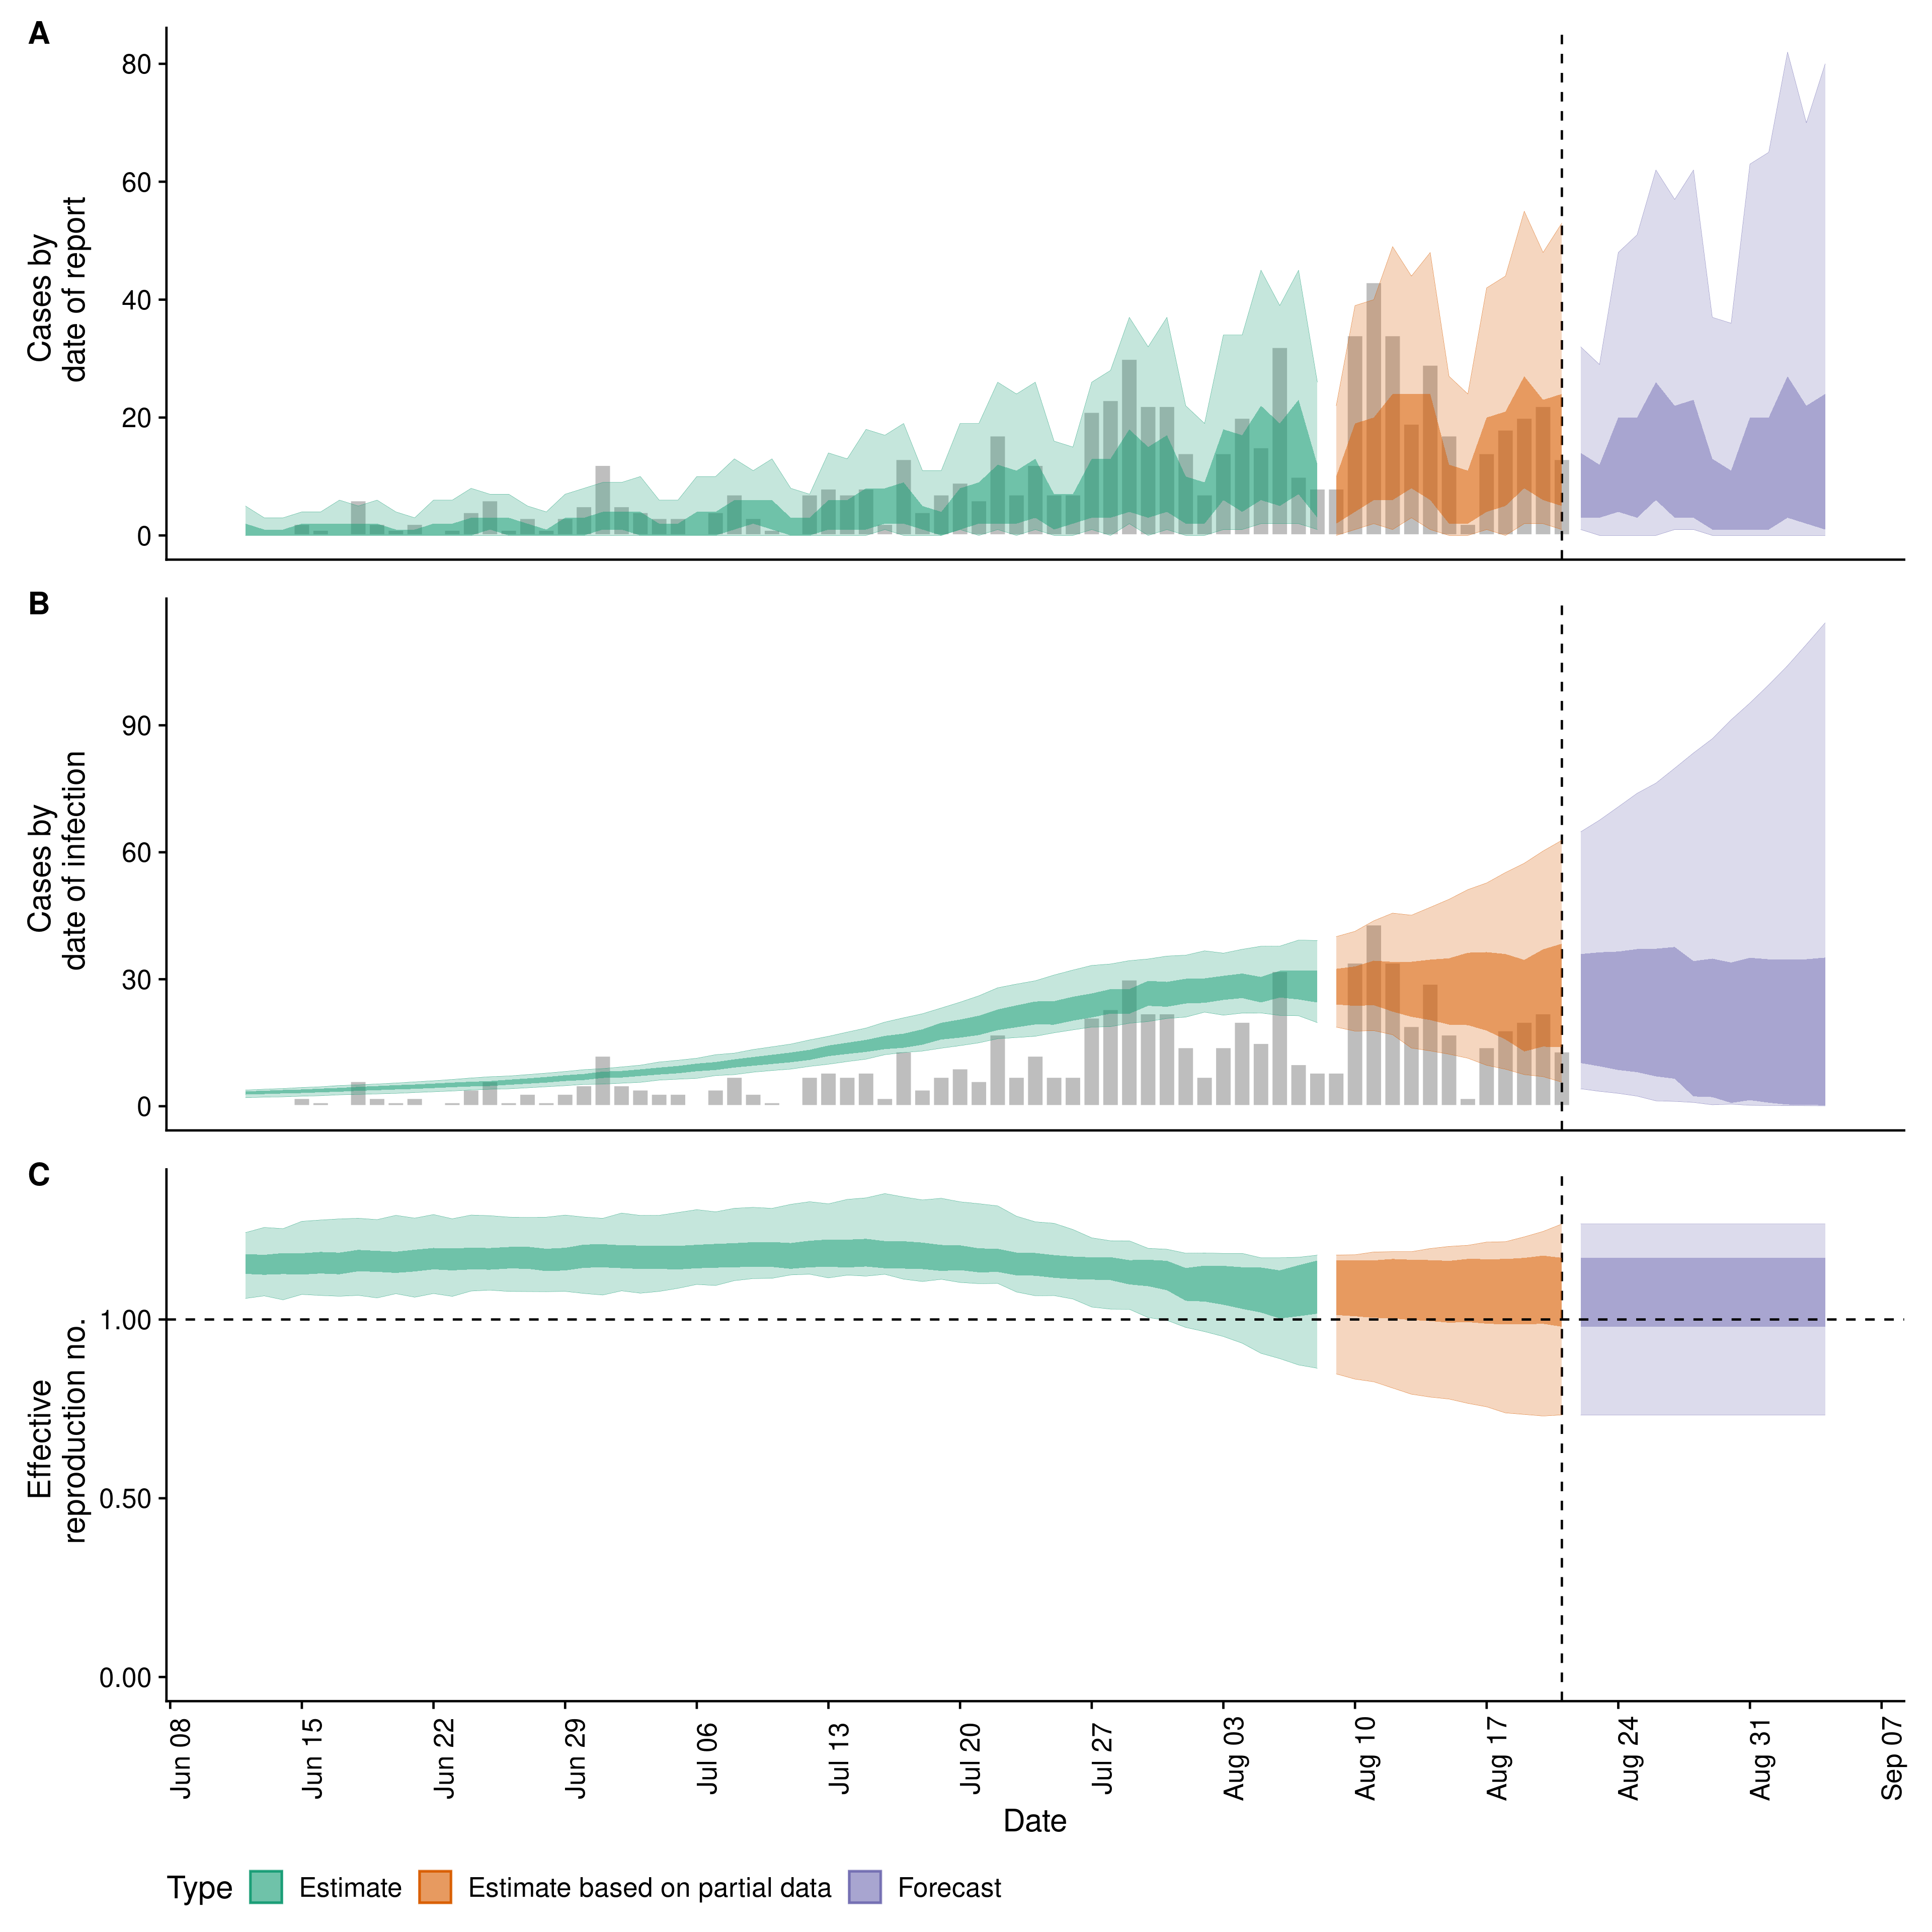 A
80
60
40
20
0
Cases by
date of report
B
90
60
30
0
Cases by
date of infection
C
1.00
0.50
0.00
Effective
reproduction no.
Jun 08
Jun 15
Jun 22
Jun 29
Jul 06
Jul 13
Jul 20
Jul 27
Aug 03
Aug 10
Aug 17
Aug 24
Aug 31
Sep 07
Date
Type Estimate Estimate based on partial data Forecast